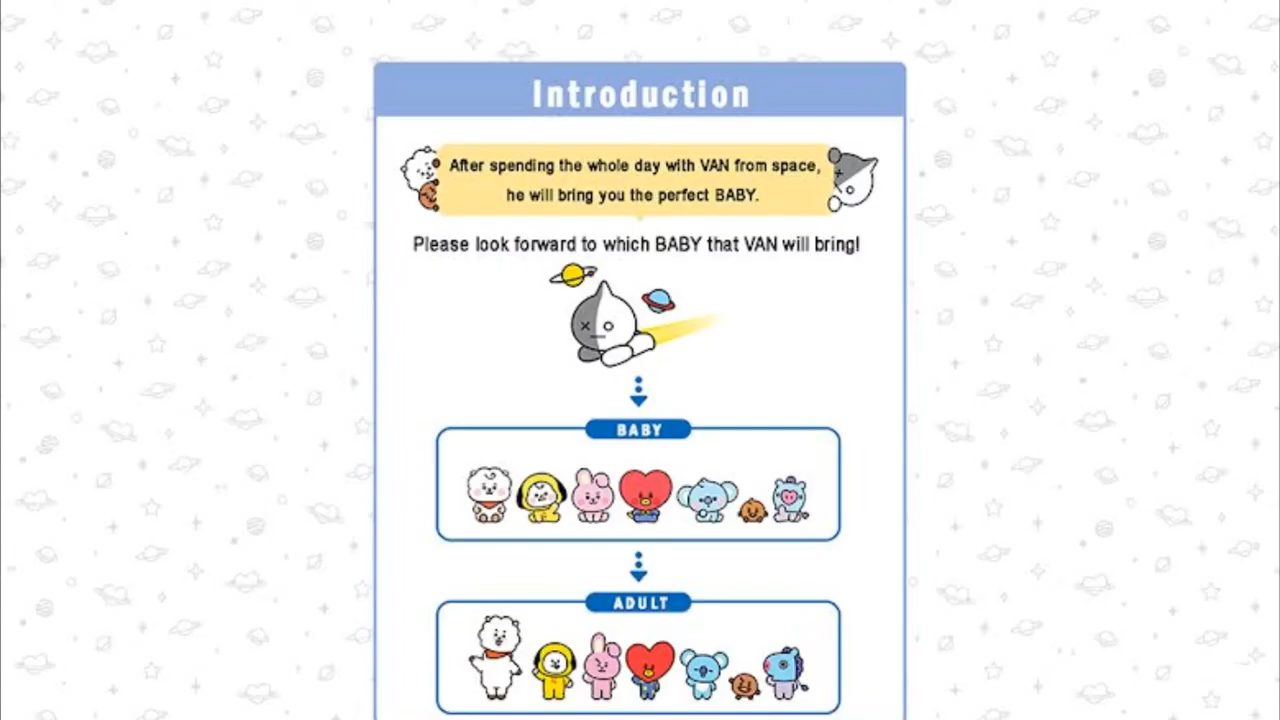 Introduction
After spending the whole day with VAN from space,
he will bring you the perfect BABY.
Please look forward to which BABY that VAN will bring!
BABY
ADULT